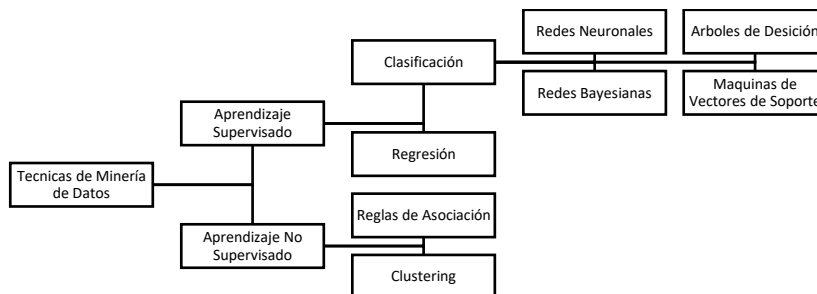 Tecnicas de Minería
de Datos
Aprendizaje
Supervisado
Clasificación
Redes Neuronales
Arboles de Desición
Redes Bayesianas
Maquinas de
Vectores de Soporte
Regresión
Aprendizaje No
Supervisado
Reglas de Asociación
Clustering